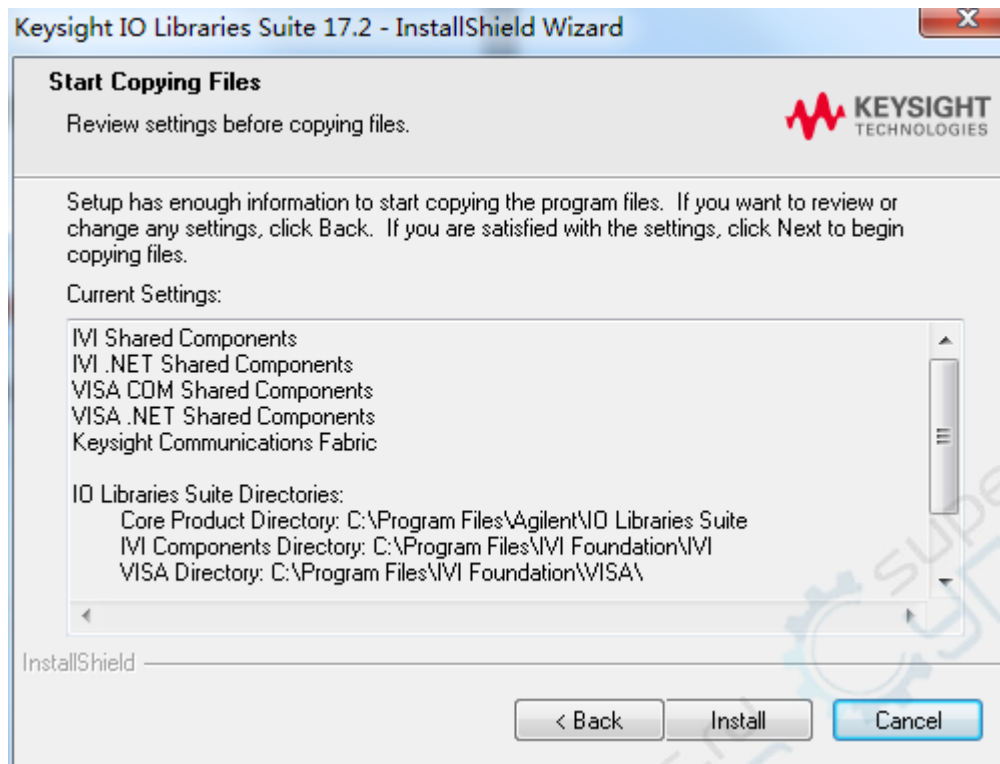 Keysight IO Libraries Suite 17.2 - InstallShield Wizard
Start Copying Files
Review settings before copying files.
KEYSIGHT
TECHNOLOGIES
Setup has enough information to start copying the program files.  If you want to review or
change any settings, click Back.  If you are satisfied with the settings, click Next to begin
copying files.
Current Settings:
IVI Shared Components
IVI .NET Shared Components
VISA COM Shared Components
VISA .NET Shared Components
Keysight Communications Fabric
IO Libraries Suite Directories:
Core Product Directory: C:\Program Files\Agilent\IO Libraries Suite
IVI Components Directory: C:\Program Files\IVI Foundation\IVI
VISA Directory: C:\Program Files\IVI Foundation\VISA\
InstallShield
< Back
Install
Cancel